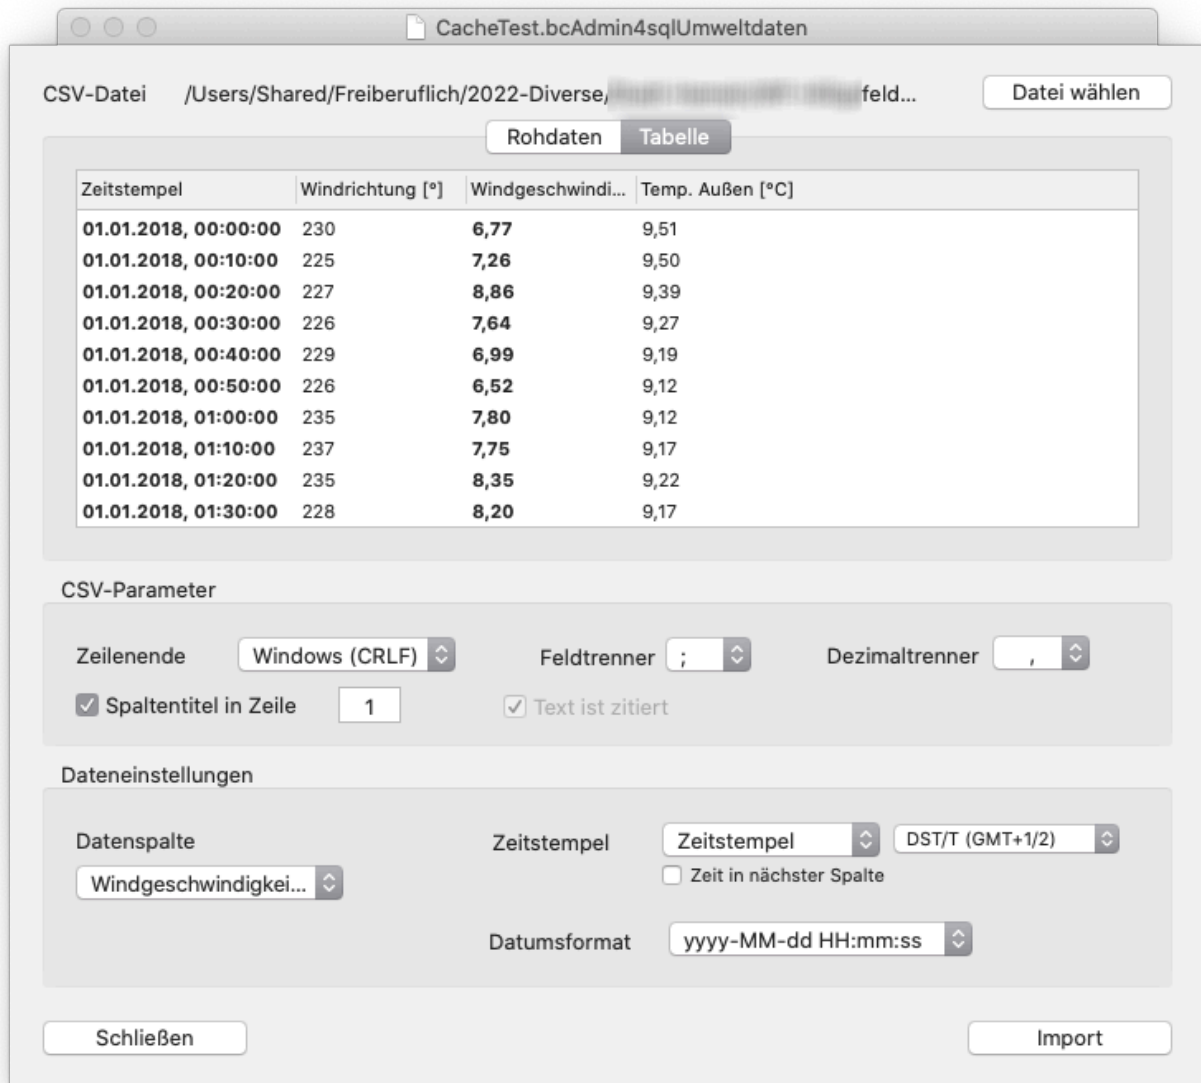 CacheTest.bcAdmin4sqlUmweltdaten
CSV-Datei /Users/Shared/Freiberuflich/2022-Diverse/ feld... Datei wählen
Rohdaten Tabelle
Zeitstempel Windrichtung [°] Windgeschwindi... Temp. Außen [°C]
01.01.2018, 00:00:00 230 6,77 9,51
01.01.2018, 00:10:00 225 7,26 9,50
01.01.2018, 00:20:00 227 8,86 9,39
01.01.2018, 00:30:00 226 7,64 9,27
01.01.2018, 00:40:00 229 6,99 9,19
01.01.2018, 00:50:00 226 6,52 9,12
01.01.2018, 01:00:00 235 7,80 9,12
01.01.2018, 01:10:00 237 7,75 9,17
01.01.2018, 01:20:00 235 8,35 9,22
01.01.2018, 01:30:00 228 8,20 9,17
CSV-Parameter
Zeilenende Windows (CRLF) Feldtrenner ; Dezimaltrenner ,
Spaltentitel in Zeile 1 Text ist zitiert
Dateneinstellungen
Datenspalte Zeitstempel Zeitstempel DST/T (GMT+1/2)
Windgeschwindigkei... Zeit in nächster Spalte
Datumsformat yyyy-MM-dd HH:mm:ss
Schließen Import